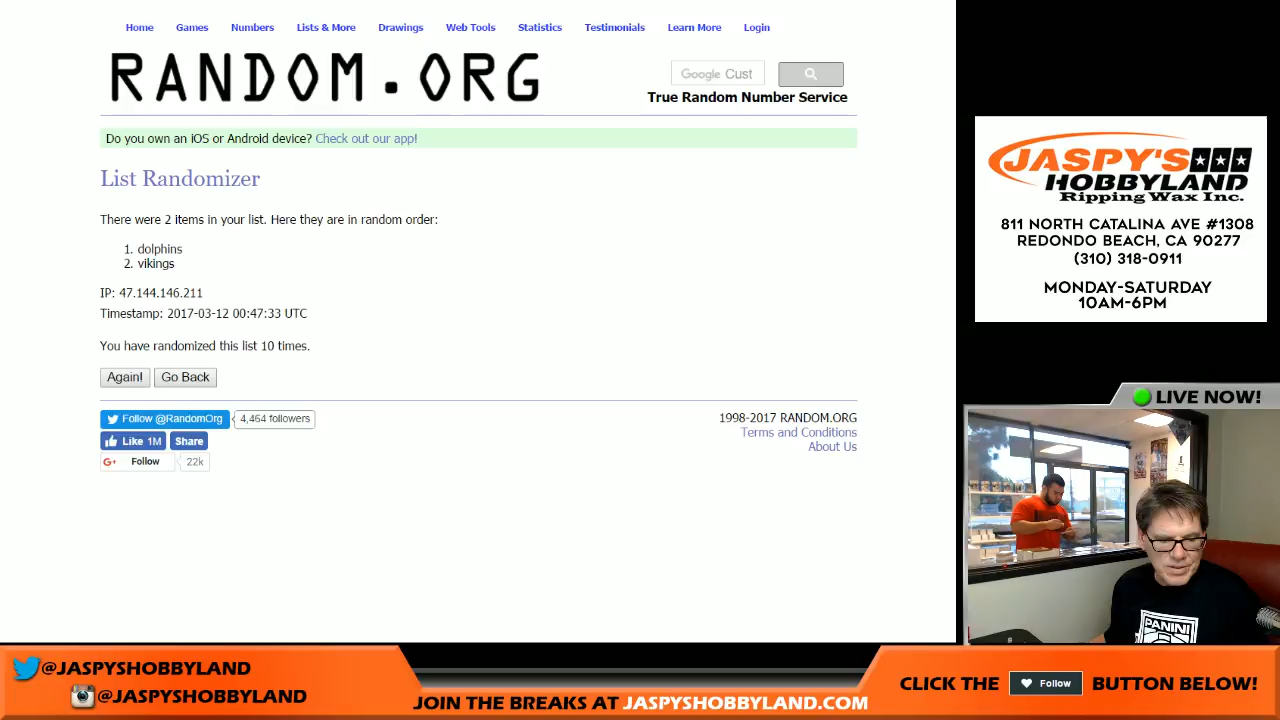 Home Games Numbers Lists & More Drawings Web Tools Statistics Testimonials Learn More Login
RANDOM.ORG
Google Cust
True Random Number Service
Do you own an iOS or Android device? Check out our app!
List Randomizer
There were 2 items in your list. Here they are in random order:
1. dolphins
2. vikings
IP: 47.144.146.211
Timestamp: 2017-03-12 00:47:33 UTC
You have randomized this list 10 times.
Again! Go Back
Follow @RandomOrg 4,464 followers
Like 1M Share
G+ Follow 22k
1998-2017 RANDOM.ORG
Terms and Conditions
About Us
JASPY'S
HOBBYLAND
Ripping Wax Inc.
811 NORTH CATALINA AVE #1308
REDONDO BEACH, CA 90277
(310) 318-0911
MONDAY-SATURDAY
10AM-6PM
LIVE NOW!
PANINI
@JASPYSHOBBYLAND
@JASPYSHOBBYLAND
JOIN THE BREAKS AT JASPYSHOBBYLAND.COM
CLICK THE Follow BUTTON BELOW!